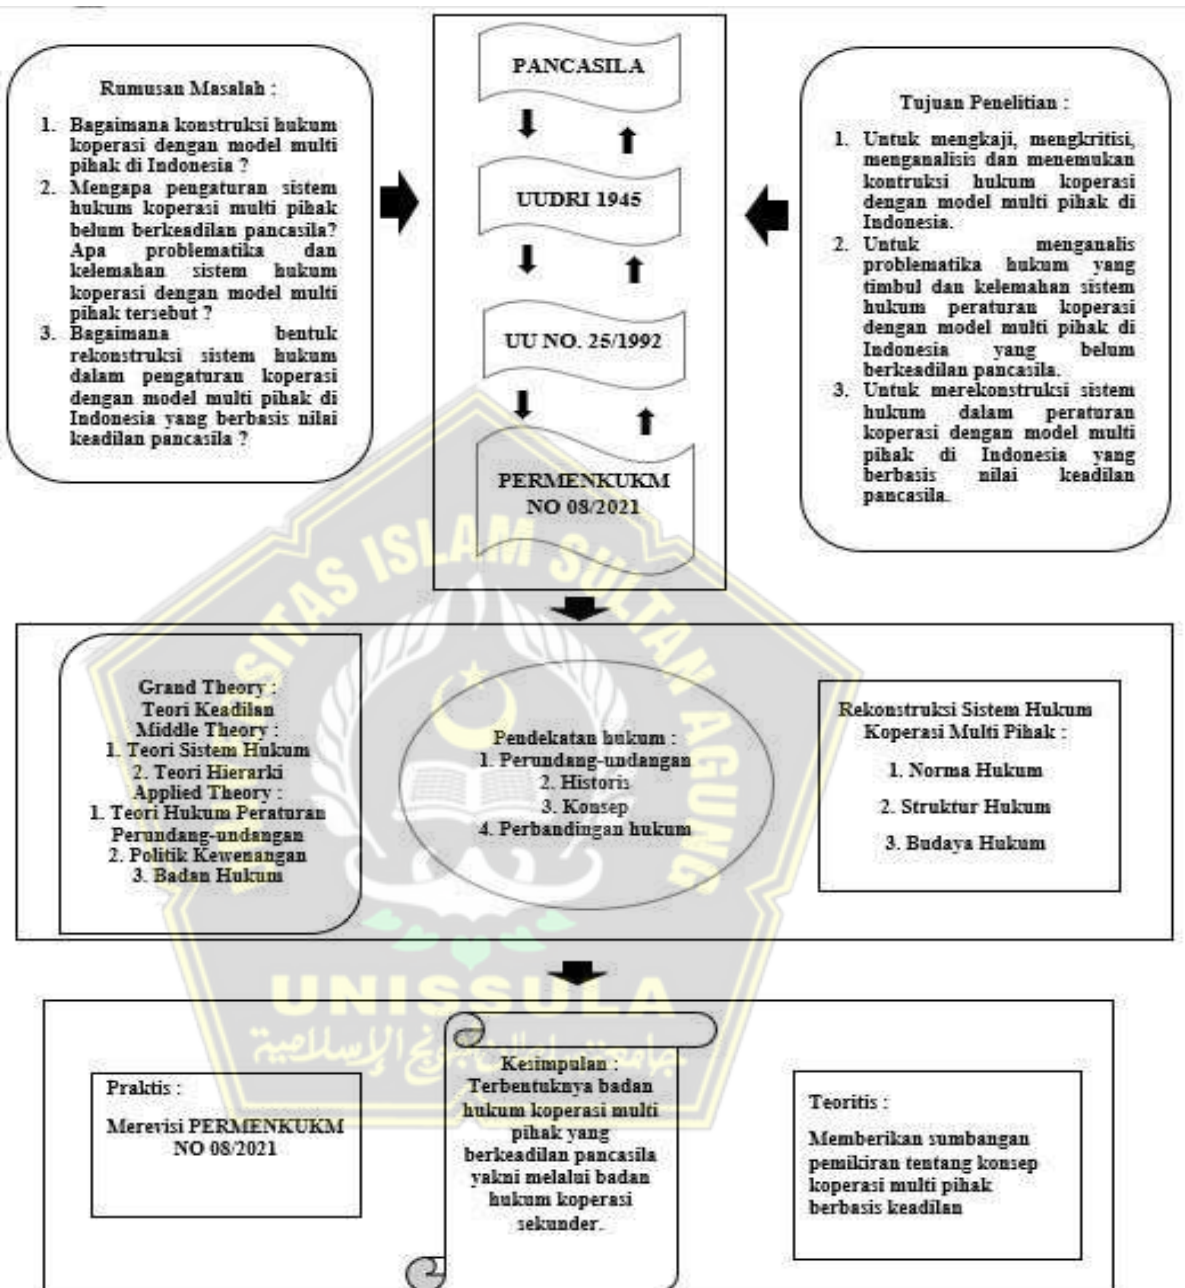 Rumusan Masalah :
1. Bagaimana konstruksi hukum
koperasi dengan model multi
pihak di Indonesia ?
2. Mengapa pengaturan sistem
hukum koperasi multi pihak
belum berkeadilan pancasila?
Apa problematika dan
kelemahan sistem hukum
koperasi dengan model multi
pihak tersebut ?
3. Bagaimana bentuk
rekonstruksi sistem hukum
dalam pengaturan koperasi
dengan model multi pihak di
Indonesia yang berbasis nilai
keadilan pancasila ?
PANCASILA
UUDRI 1945
UU NO. 25/1992
PERMENKUKM
NO 08/2021
Tujuan Penelitian :
1. Untuk mengkaji, mengkritisi,
menganalisis dan menemukan
kontruksi hukum koperasi
dengan model multi pihak di
Indonesia.
2. Untuk menganalis
problematika hukum yang
timbul dan kelemahan sistem
hukum peraturan koperasi
dengan model multi pihak di
Indonesia yang belum
berkeadilan pancasila.
3. Untuk merekonstruksi sistem
hukum dalam peraturan
koperasi dengan model multi
pihak di Indonesia yang
berbasis nilai keadilan
pancasila.
UNIVERSITAS ISLAM SULTAN AGUNG
Grand Theory :
Teori Keadilan
Middle Theory :
1. Teori Sistem Hukum
2. Teori Hierarki
Applied Theory :
1. Teori Hukum Peraturan
Perundang-undangan
2. Politik Kewenangan
3. Badan Hukum
Pendekatan hukum :
1. Perundang-undangan
2. Historis
3. Konsep
4. Perbandingan hukum
Rekonstruksi Sistem Hukum
Koperasi Multi Pihak :
1. Norma Hukum
2. Struktur Hukum
3. Budaya Hukum
UNISSULA
جامعة سلطان أجونج الإسلامية
Praktis :
Merevisi PERMENKUKM
NO 08/2021
Kesimpulan :
Terbentuknya badan
hukum koperasi multi
pihak yang
berkeadilan pancasila
yakni melalui badan
hukum koperasi
sekunder.
Teoritis :
Memberikan sumbangan
pemikiran tentang konsep
koperasi multi pihak
berbasis keadilan